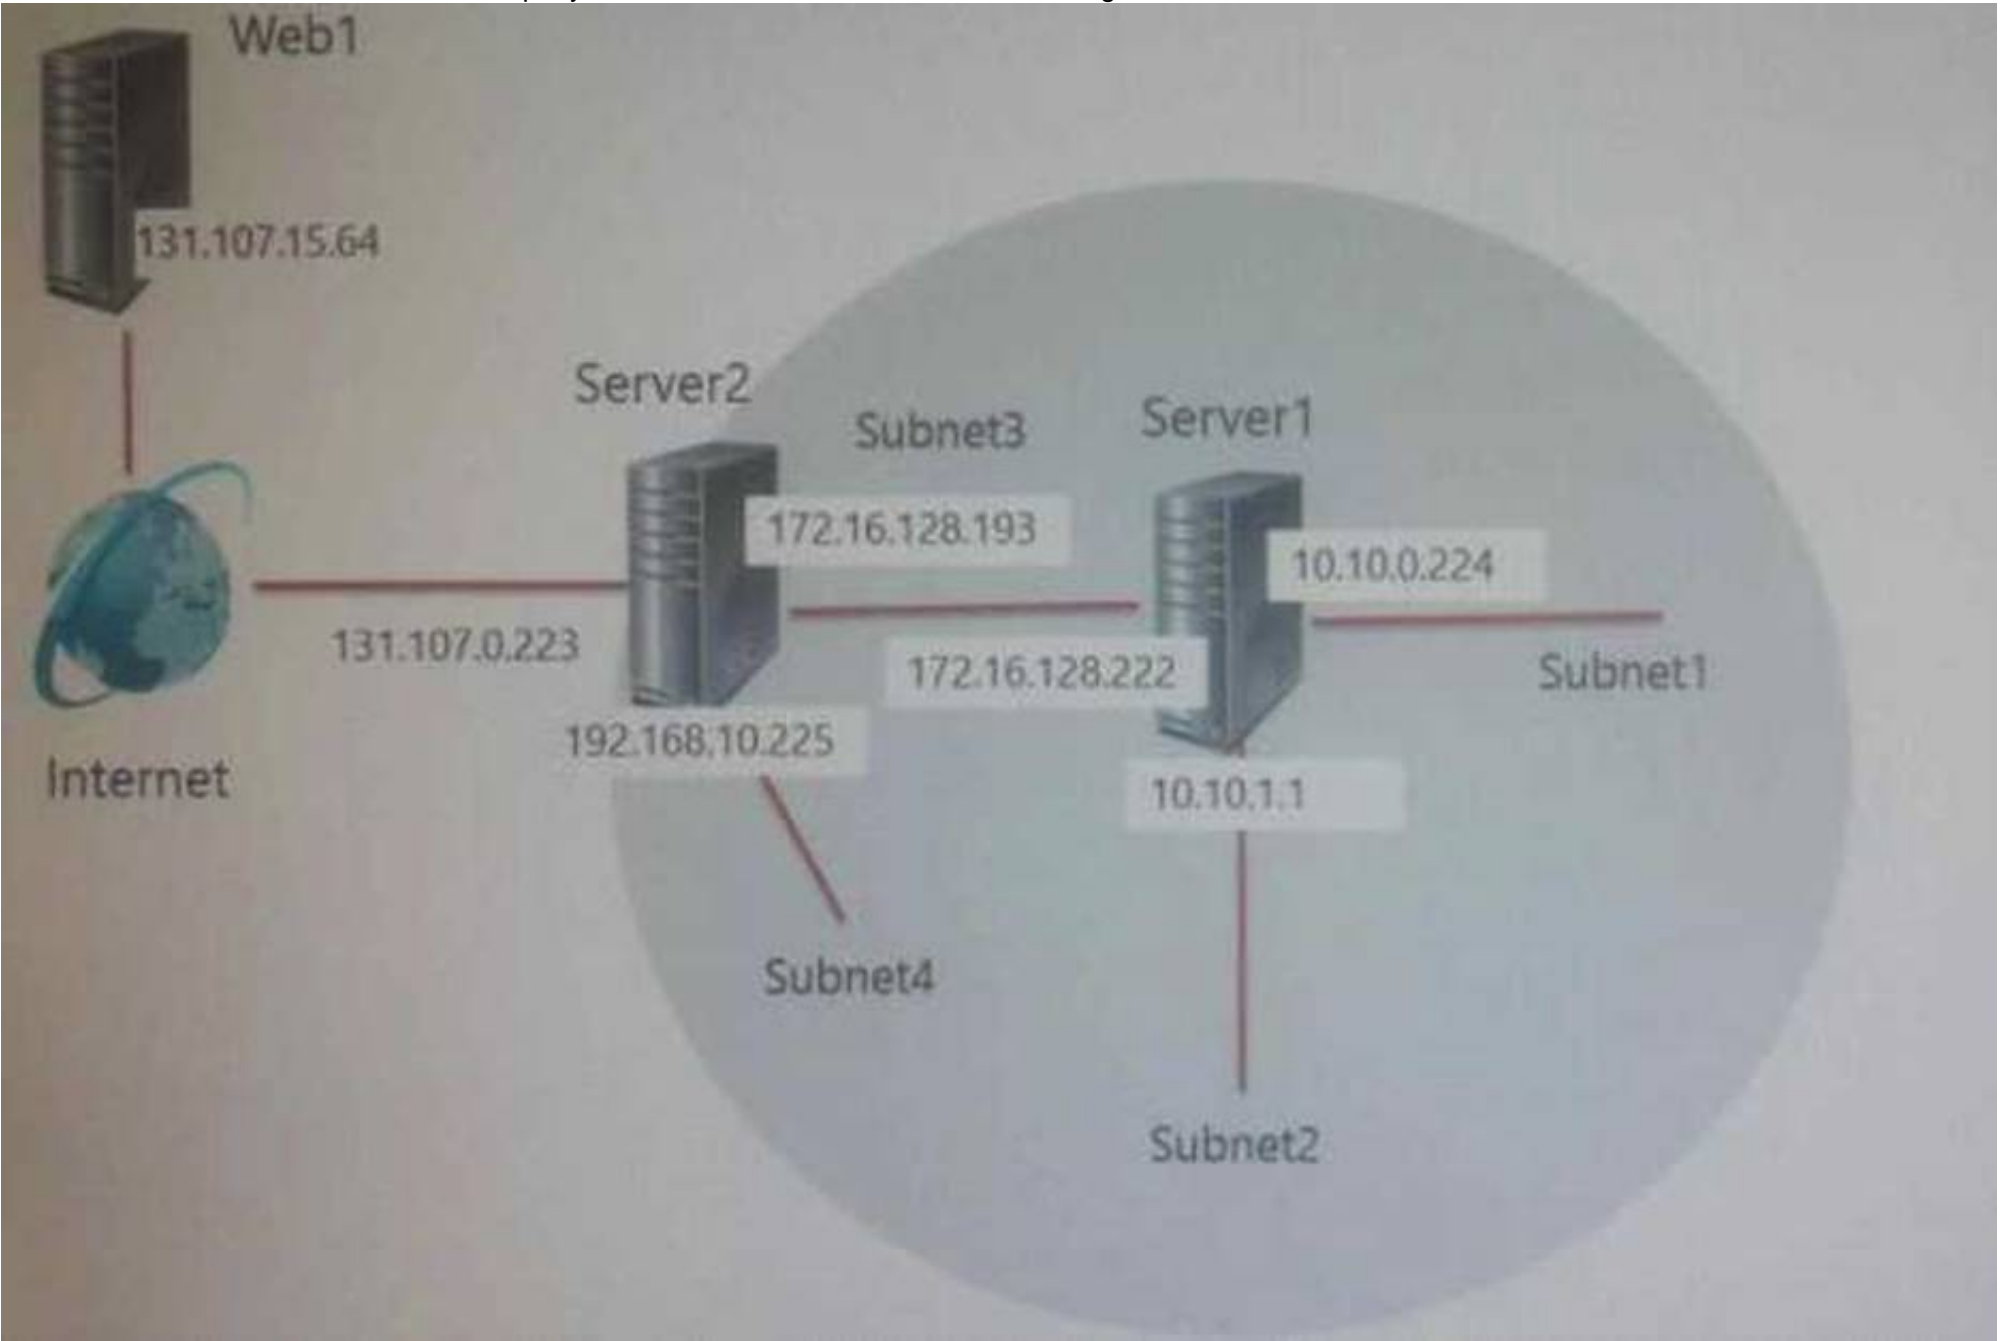 Web1
131.107.15.64
Server2
Subnet3
Server1
172.16.128.193
10.10.0.224
131.107.0.223
172.16.128.222
Subnet1
192.168.10.225
Internet
10.10.1.1
Subnet4
Subnet2